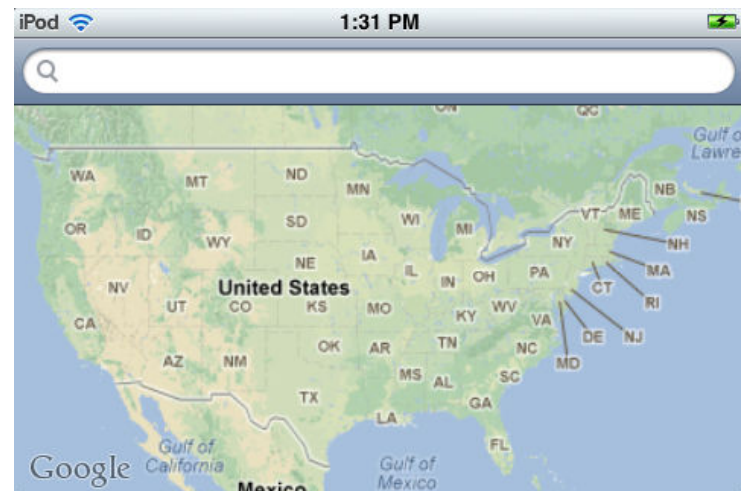 iPod 1:31 PM
ON QC
Gulf o
Lawre
WA MT ND MN NB
OR ID WY SD WI MI VT ME NS
NY NH
NE IA IL IN OH PA MA
NV United States CT
UT CO KS MO KY WV RI
CA VA DE NJ
AZ NM OK AR TN NC MD
MS AL SC
TX GA
LA
FL
Gulf of
California
Gulf of
Mexico
Google
Mexico